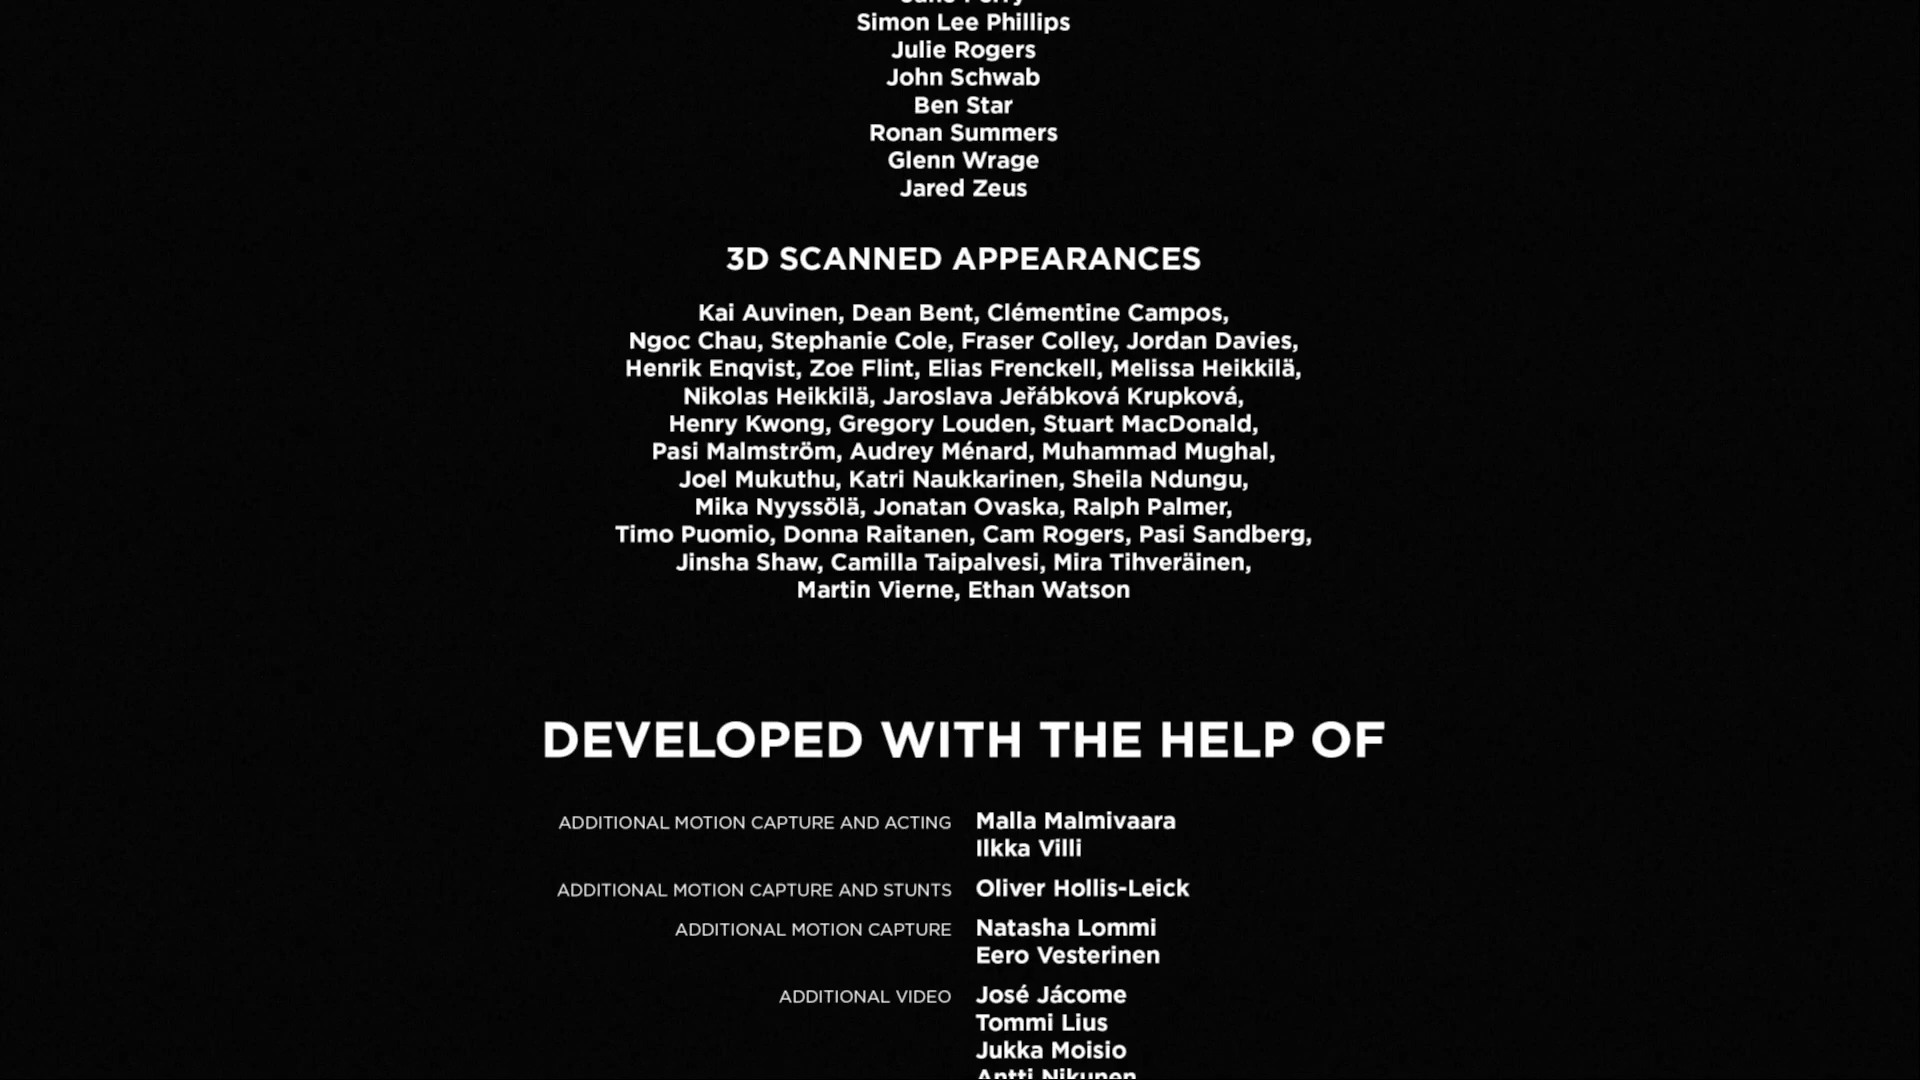 Simon Lee Phillips
Julie Rogers
John Schwab
Ben Star
Ronan Summers
Glenn Wrage
Jared Zeus
3D SCANNED APPEARANCES
Kai Auvinen, Dean Bent, Clémentine Campos,
Ngoc Chau, Stephanie Cole, Fraser Colley, Jordan Davies,
Henrik Enqvist, Zoe Flint, Elias Frenckell, Melissa Heikkilä,
Nikolas Heikkilä, Jaroslava Jeřábková Krupková,
Henry Kwong, Gregory Louden, Stuart MacDonald,
Pasi Malmström, Audrey Ménard, Muhammad Mughal,
Joel Mukuthu, Katri Naukkarinen, Sheila Ndungu,
Mika Nyyssölä, Jonatan Ovaska, Ralph Palmer,
Timo Puomio, Donna Raitanen, Cam Rogers, Pasi Sandberg,
Jinsha Shaw, Camilla Taipalvesi, Mira Tihveräinen,
Martin Vierne, Ethan Watson
DEVELOPED WITH THE HELP OF
ADDITIONAL MOTION CAPTURE AND ACTING Malla Malmivaara
Ilkka Villi
ADDITIONAL MOTION CAPTURE AND STUNTS Oliver Hollis-Leick
ADDITIONAL MOTION CAPTURE Natasha Lommi
Eero Vesterinen
ADDITIONAL VIDEO José Jácome
Tommi Lius
Jukka Moisio
Antti Nikunen